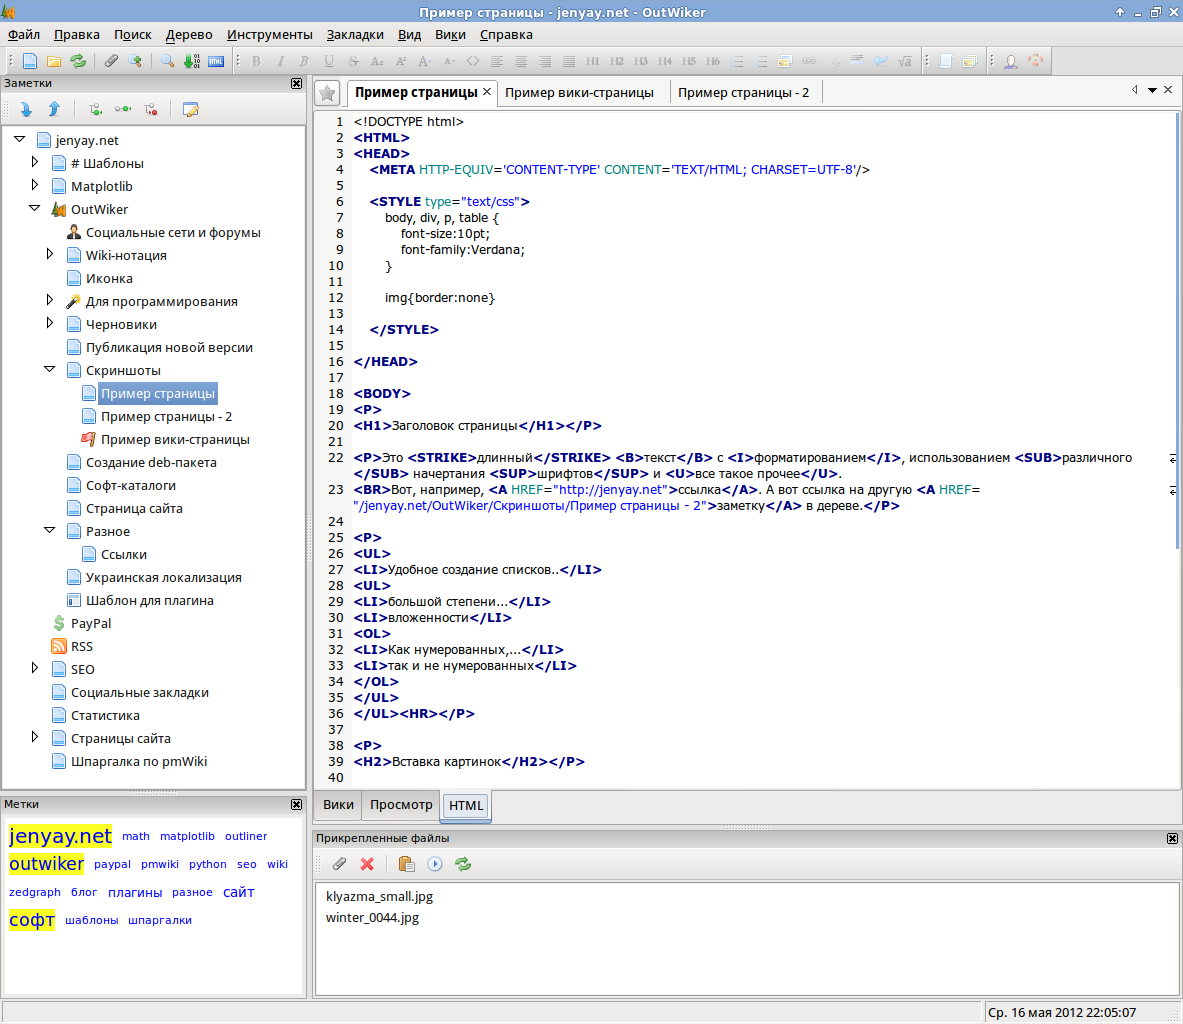 Пример страницы - jenyay.net - OutWiker
Файл Правка Поиск Дерево Инструменты Закладки Вид Вики Справка
HTML B I B U S A₂ A² A⁺ A⁻ H1 H2 H3 H4 H5 H6 √a
Заметки
Пример страницы Пример вики-страницы Пример страницы - 2
jenyay.net
# Шаблоны
Matplotlib
OutWiker
Социальные сети и форумы
Wiki-нотация
Иконка
Для программирования
Черновики
Публикация новой версии
Скриншоты
Пример страницы
Пример страницы - 2
Пример вики-страницы
Создание deb-пакета
Софт-каталоги
Страница сайта
Разное
Ссылки
Украинская локализация
Шаблон для плагина
PayPal
RSS
SEO
Социальные закладки
Статистика
Страницы сайта
Шпаргалка по pmWiki
1 <!DOCTYPE html>
2 <HTML>
3 <HEAD>
4 <META HTTP-EQUIV='CONTENT-TYPE' CONTENT='TEXT/HTML; CHARSET=UTF-8'/>
5
6 <STYLE type="text/css">
7 body, div, p, table {
8 font-size:10pt;
9 font-family:Verdana;
10 }
11
12 img{border:none}
13
14 </STYLE>
15
16 </HEAD>
17
18 <BODY>
19 <P>
20 <H1>Заголовок страницы</H1></P>
21
22 <P>Это <STRIKE>длинный</STRIKE> <B>текст</B> с <I>форматированием</I>, использованием <SUB>различного
</SUB> начертания <SUP>шрифтов</SUP> и <U>все такое прочее</U>.
23 <BR>Вот, например, <A HREF="http://jenyay.net">ссылка</A>. А вот ссылка на другую <A HREF=
"/jenyay.net/OutWiker/Скриншоты/Пример страницы - 2">заметку</A> в дереве.</P>
24
25 <P>
26 <UL>
27 <LI>Удобное создание списков..</LI>
28 <UL>
29 <LI>большой степени...</LI>
30 <LI>вложенности</LI>
31 <OL>
32 <LI>Как нумерованных,...</LI>
33 <LI>так и не нумерованных</LI>
34 </OL>
35 </UL>
36 </UL><HR></P>
37
38 <P>
39 <H2>Вставка картинок</H2></P>
40
Вики Просмотр HTML
Метки
jenyay.net math matplotlib outliner
outwiker paypal pmwiki python seo wiki
zedgraph блог плагины разное сайт
софт шаблоны шпаргалки
Прикрепленные файлы
klyazma_small.jpg
winter_0044.jpg
Ср. 16 мая 2012 22:05:07